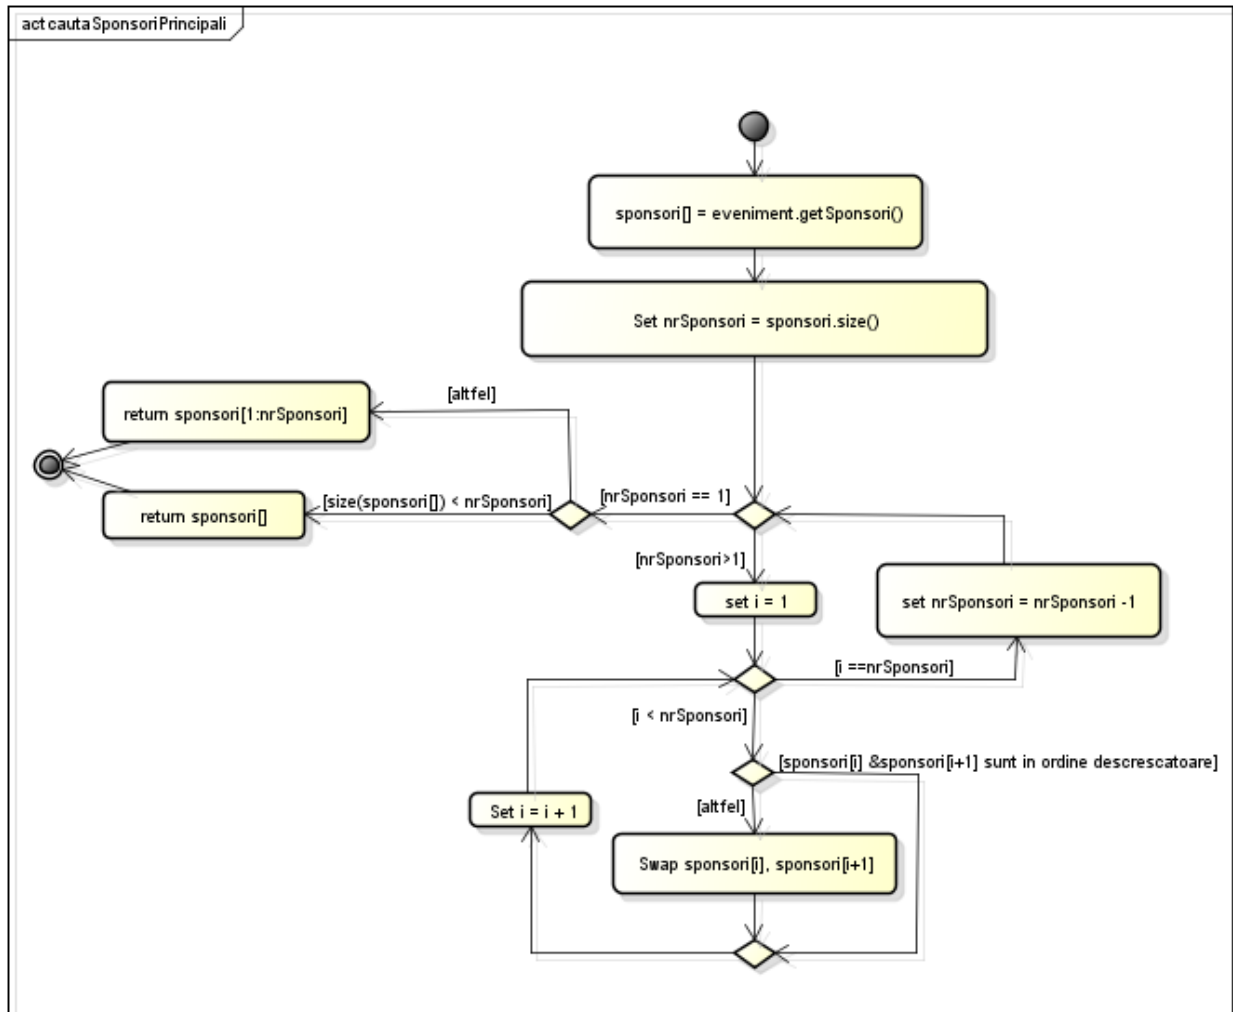 act cautaSponsoriPrincipali
sponsori[] = eveniment.getSponsori()
Set nrSponsori = sponsori.size()
[altfel]
return sponsori[1:nrSponsori]
[size(sponsori[]) < nrSponsori]
[nrSponsori == 1]
return sponsori[]
[nrSponsori>1]
set i = 1
set nrSponsori = nrSponsori -1
[i ==nrSponsori]
[i < nrSponsori]
[sponsori[i] &sponsori[i+1] sunt in ordine descrescatoare]
[altfel]
Set i = i + 1
Swap sponsori[i], sponsori[i+1]